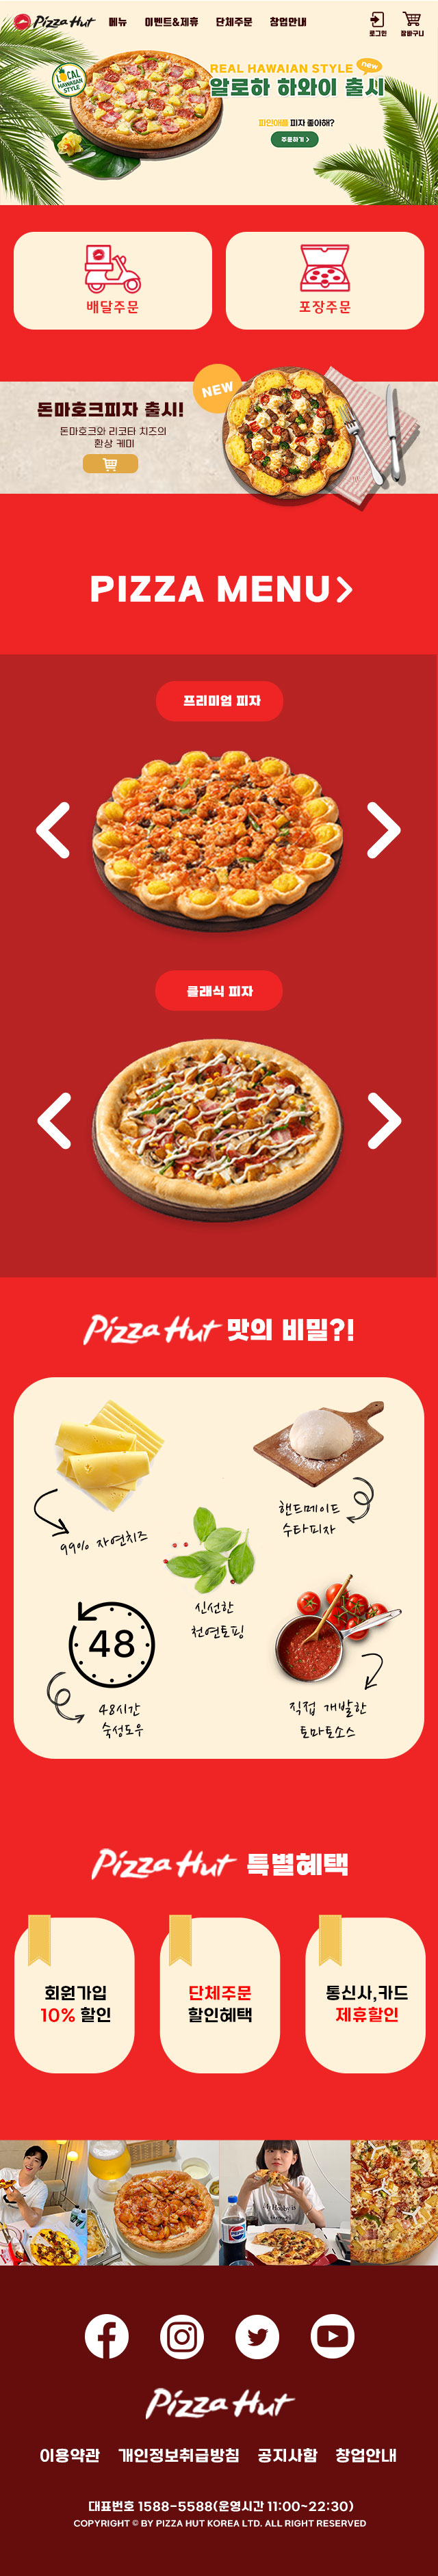 Pizza Hut 메뉴 이벤트&제휴 단체주문 창업안내 로그인 장바구니
LOCAL
HAWAIIAN
STYLE
REAL HAWAIAN STYLE new
알로하 하와이 출시
파인애플 피자 좋아해?
주문하기 >
배달주문
포장주문
NEW
돈마호크피자 출시!
돈마호크와 리코타 치즈의
환상 케미
PIZZA MENU >
프리미엄 피자
클래식 피자
Pizza Hut 맛의 비밀?!
99% 자연치즈
핸드메이드
수타피자
신선한
천연토핑
48
48시간
숙성도우
직접 개발한
토마토소스
Pizza Hut 특별혜택
회원가입
10% 할인
단체주문
할인혜택
통신사,카드
제휴할인
pepsi
Pizza Hut
이용약관 개인정보취급방침 공지사항 창업안내
대표번호 1588-5588(운영시간 11:00~22:30)
COPYRIGHT © BY PIZZA HUT KOREA LTD. ALL RIGHT RESERVED